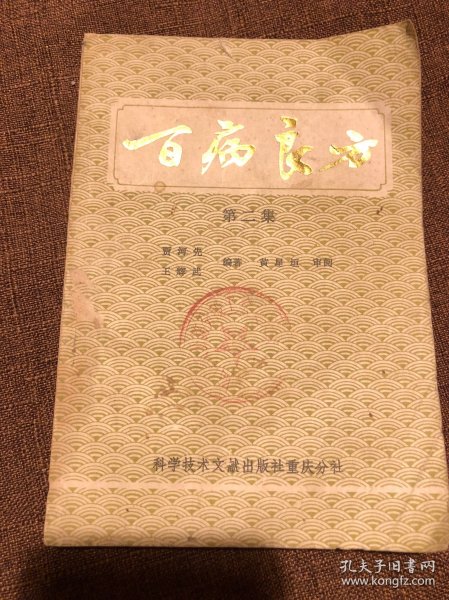 百病良方
第二集
贾河先
王辉武 编著 黄星垣 审阅
科学技术文献出版社重庆分社
孔夫子旧书网
www.kongfz.com